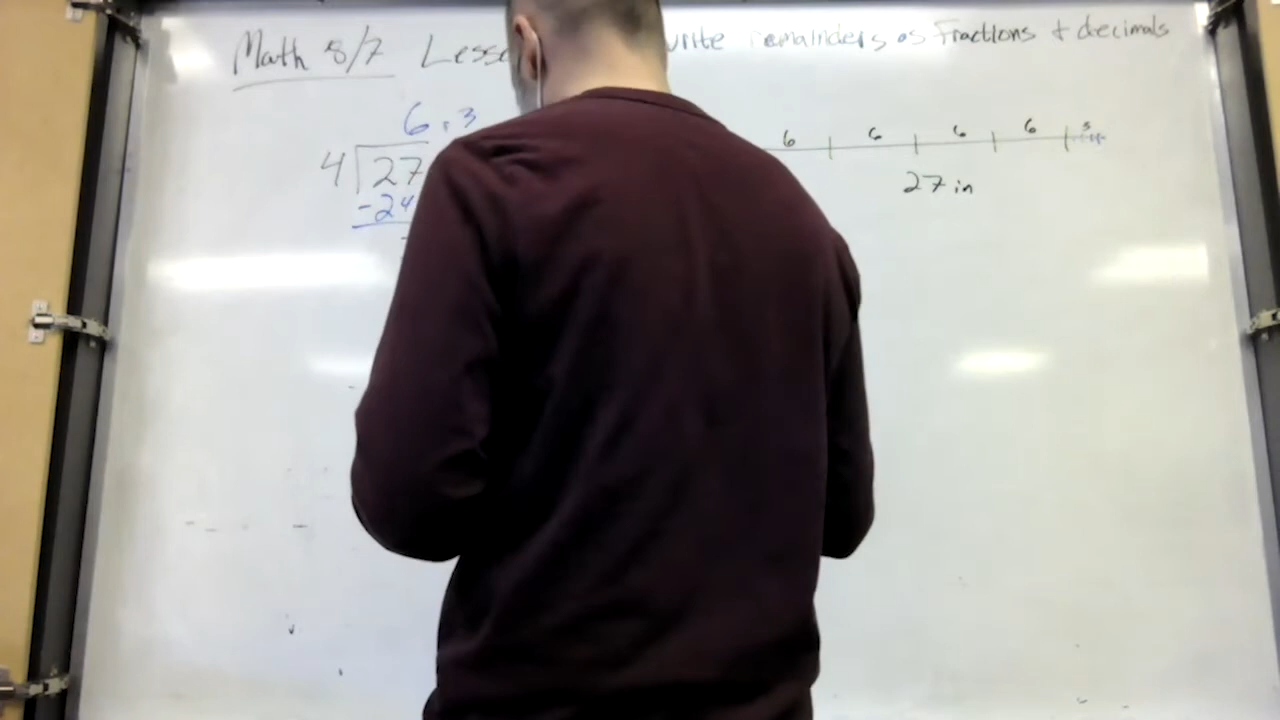 Math 8/7 Lesso write remainders as fractions + decimals
6 r 3
4 27
-24
6 6 6 6 3
27 in